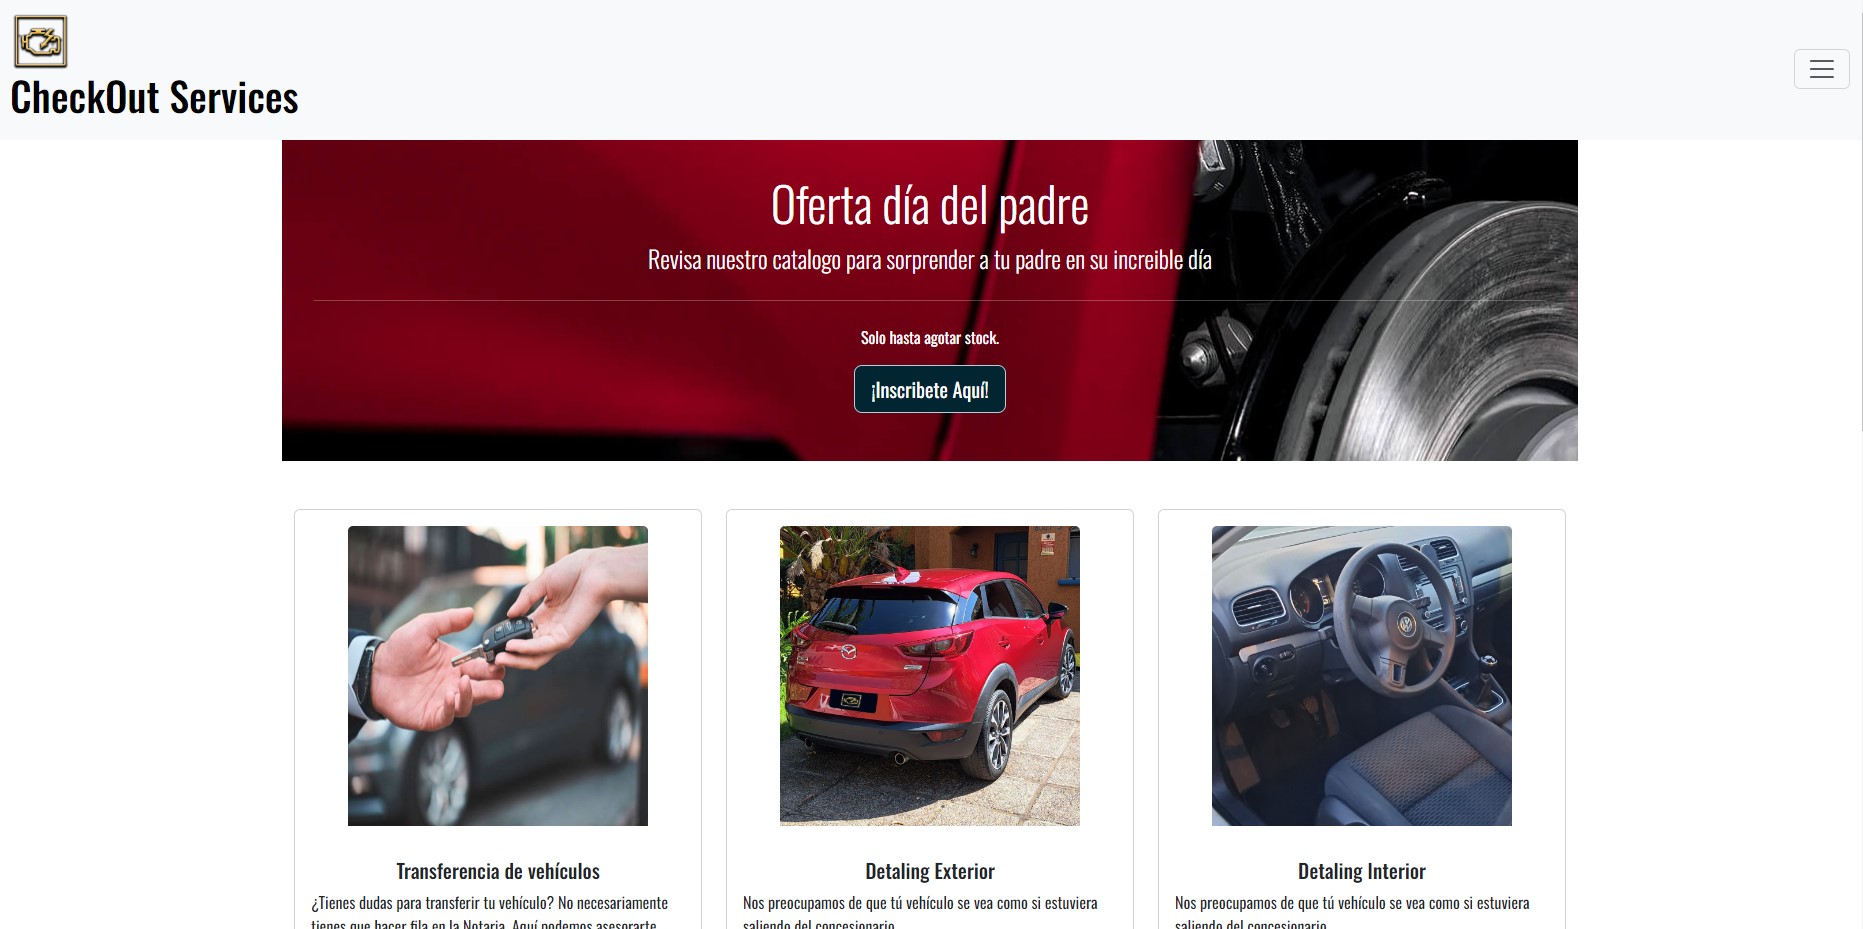 CheckOut Services
Oferta día del padre
Revisa nuestro catalogo para sorprender a tu padre en su increible día
Solo hasta agotar stock.
¡Inscribete Aquí!
Transferencia de vehículos
¿Tienes dudas para transferir tu vehículo? No necesariamente
tienes que hacer fila en la Notaria. Aquí podemos asesorarte
Detaling Exterior
Nos preocupamos de que tú vehículo se vea como si estuviera
saliendo del concesionario
Detaling Interior
Nos preocupamos de que tú vehículo se vea como si estuviera
saliendo del concesionario